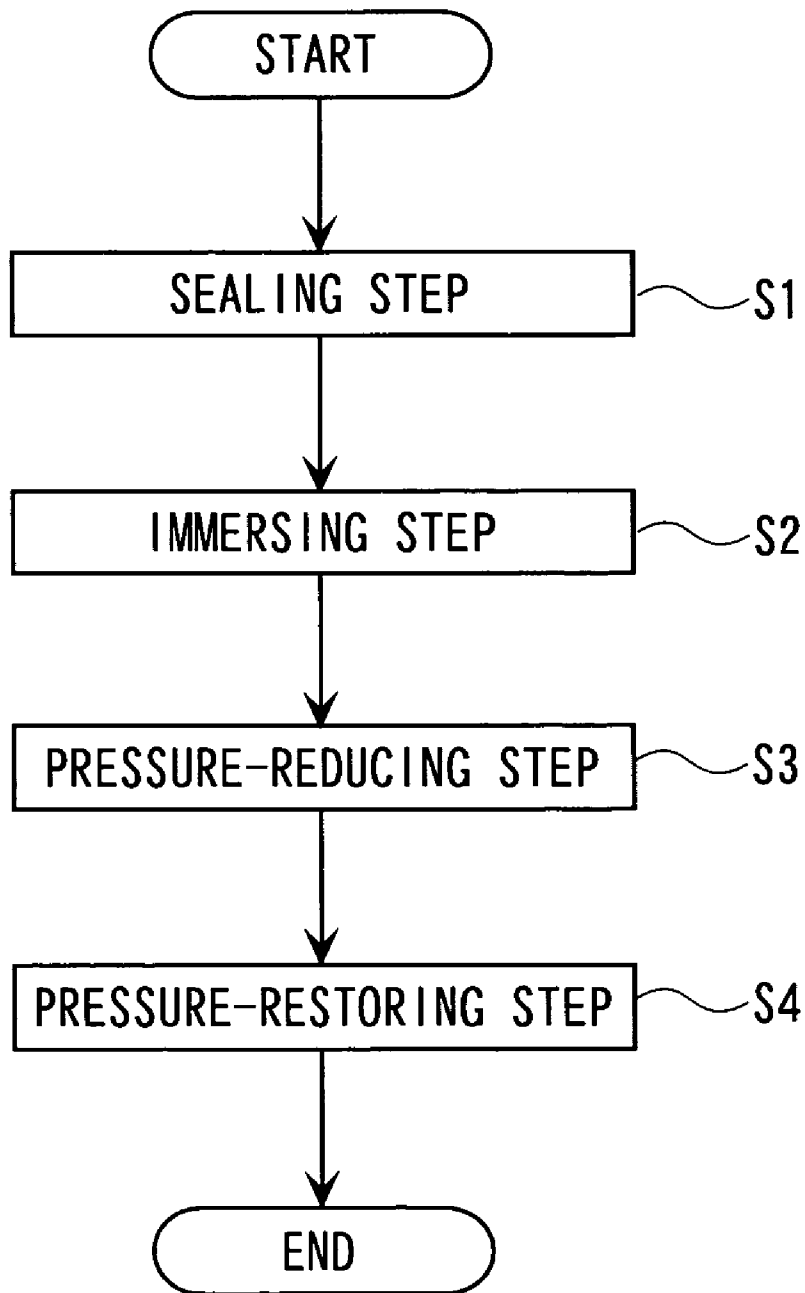 START
SEALING STEP
S1
IMMERSING STEP
S2
PRESSURE-REDUCING STEP
S3
PRESSURE-RESTORING STEP
S4
END